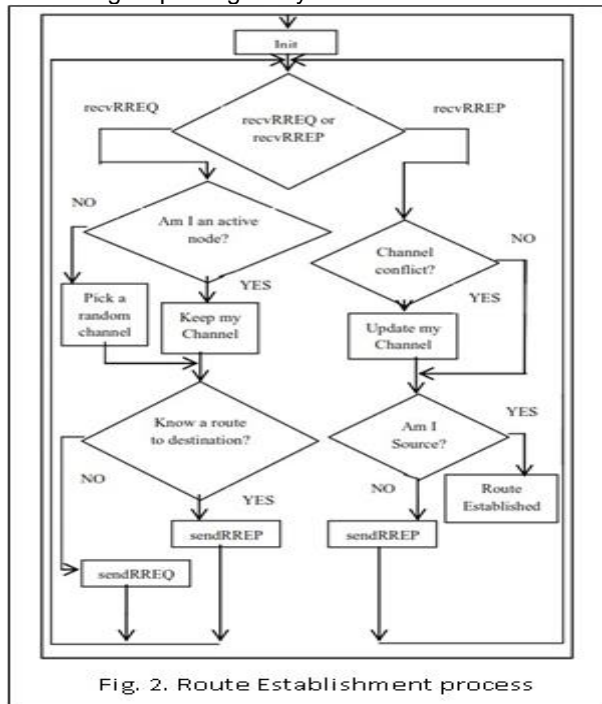 Init
recvRREQ
recvRREQ or
recvRREP
recvRREP
NO
Am I an active
node?
Channel
conflict?
NO
YES
YES
Pick a
random
channel
Keep my
Channel
Update my
Channel
Know a route
to destination?
Am I
Source?
YES
NO
YES
NO
Route
Established
sendRREP
sendRREP
sendRREQ
Fig. 2. Route Establishment process